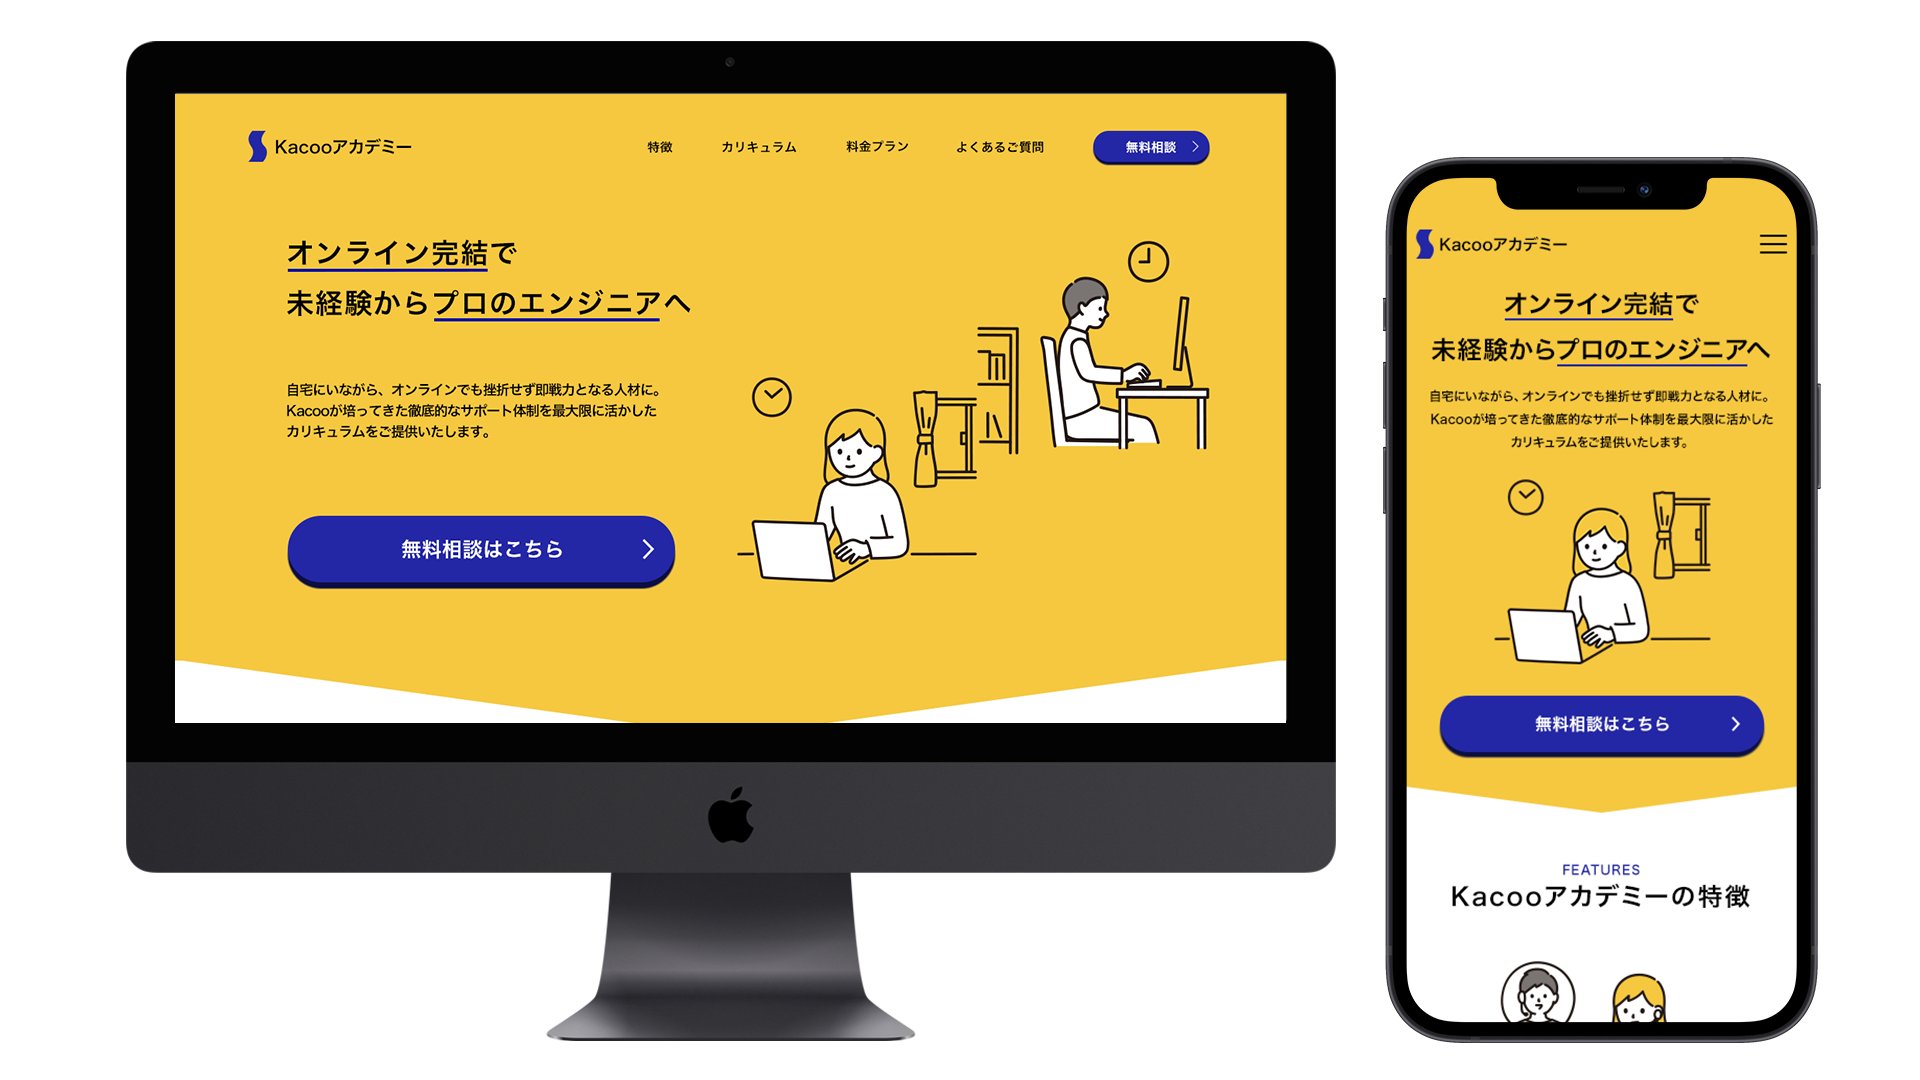 Kacooアカデミー
特徴
カリキュラム
料金プラン
よくあるご質問
無料相談
オンライン完結で
未経験からプロのエンジニアへ
自宅にいながら、オンラインでも挫折せず即戦力となる人材に。
Kacooが培ってきた徹底的なサポート体制を最大限に活かした
カリキュラムをご提供いたします。
無料相談はこちら
Kacooアカデミー
オンライン完結で
未経験からプロのエンジニアへ
自宅にいながら、オンラインでも挫折せず即戦力となる人材に。
Kacooが培ってきた徹底的なサポート体制を最大限に活かした
カリキュラムをご提供いたします。
無料相談はこちら
FEATURES
Kacooアカデミーの特徴